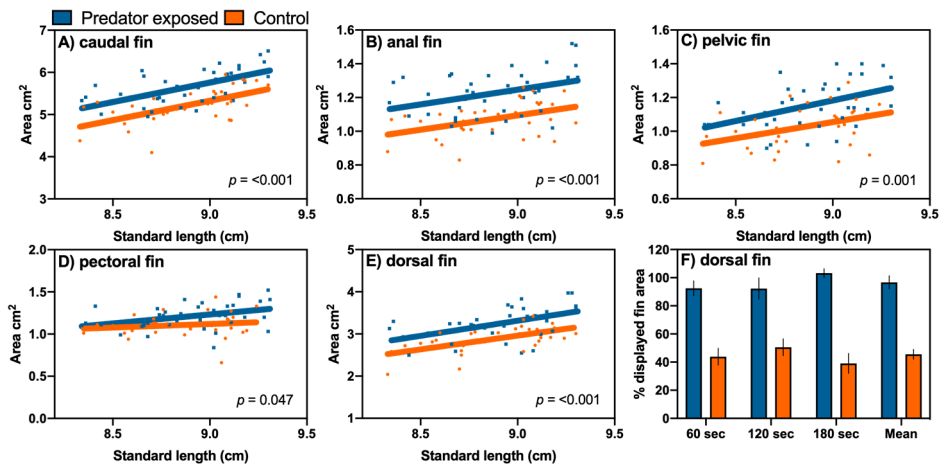 Predator exposed Control
A) caudal fin
7
6
5
4
3
Area cm2
8.5 9.0 9.5
Standard length (cm)
p = <0.001
B) anal fin
1.6
1.4
1.2
1.0
0.8
0.6
Area cm2
8.5 9.0 9.5
Standard length (cm)
p = <0.001
C) pelvic fin
1.6
1.4
1.2
1.0
0.8
0.6
Area cm2
8.5 9.0 9.5
Standard length (cm)
p = 0.001
D) pectoral fin
2.0
1.5
1.0
0.5
0.0
Area cm2
8.5 9.0 9.5
Standard length (cm)
p = 0.047
E) dorsal fin
5
4
3
2
1
Area cm2
8.5 9.0 9.5
Standard length (cm)
p = <0.001
F) dorsal fin
120
100
80
60
40
20
0
% displayed fin area
60 sec 120 sec 180 sec Mean